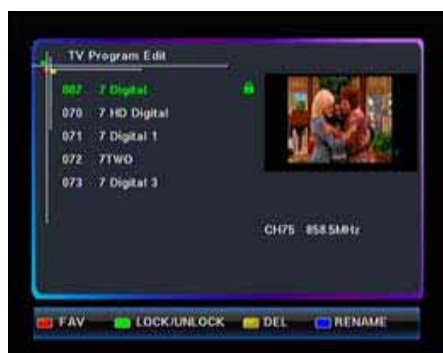 TV Program Edit
007 7 Digital
070 7 HD Digital
071 7 Digital 1
072 7TWO
073 7 Digital 3
CH75 858.5MHz
FAV LOCK/UNLOCK DEL RENAME